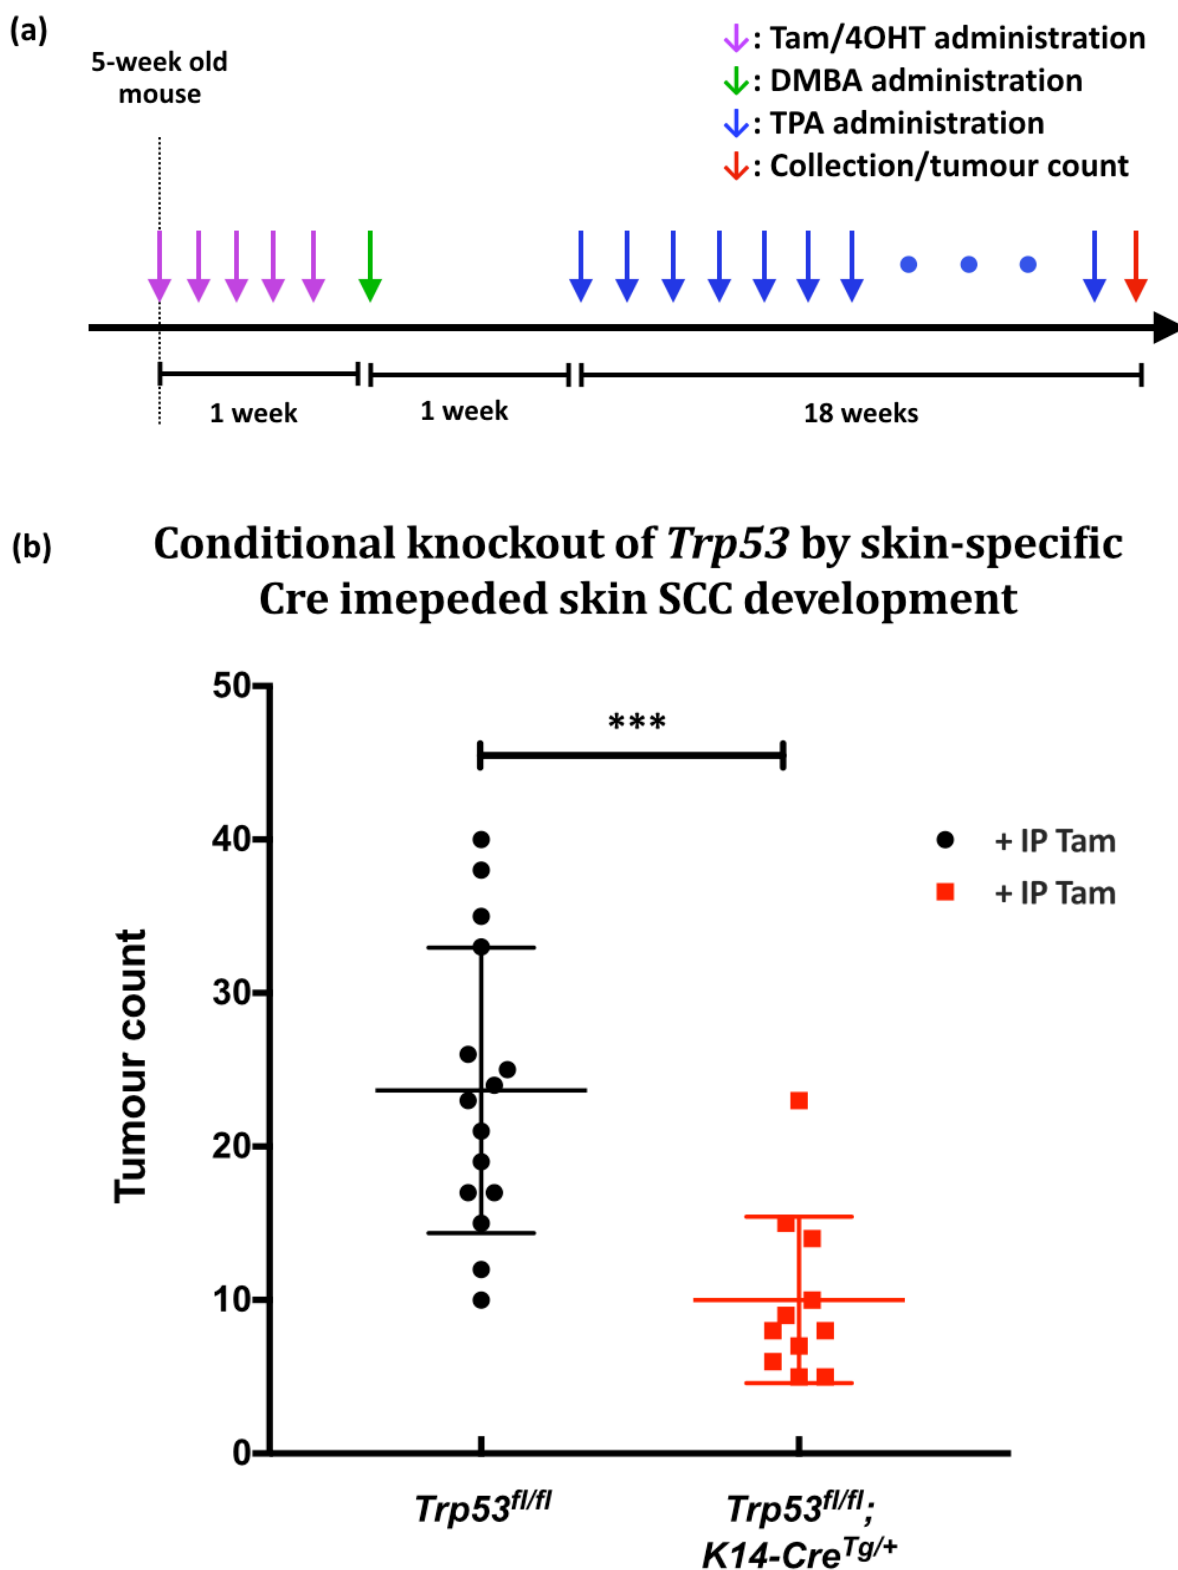 (a)
5-week old
mouse
: Tam/4OHT administration
: DMBA administration
: TPA administration
: Collection/tumour count
1 week
1 week
18 weeks
(b)
Conditional knockout of Trp53 by skin-specific
Cre imepeded skin SCC development
50
***
40
+ IP Tam
+ IP Tam
30
Tumour count
20
10
0
Trp53fl/fl
Trp53fl/fl;
K14-CreTg/+